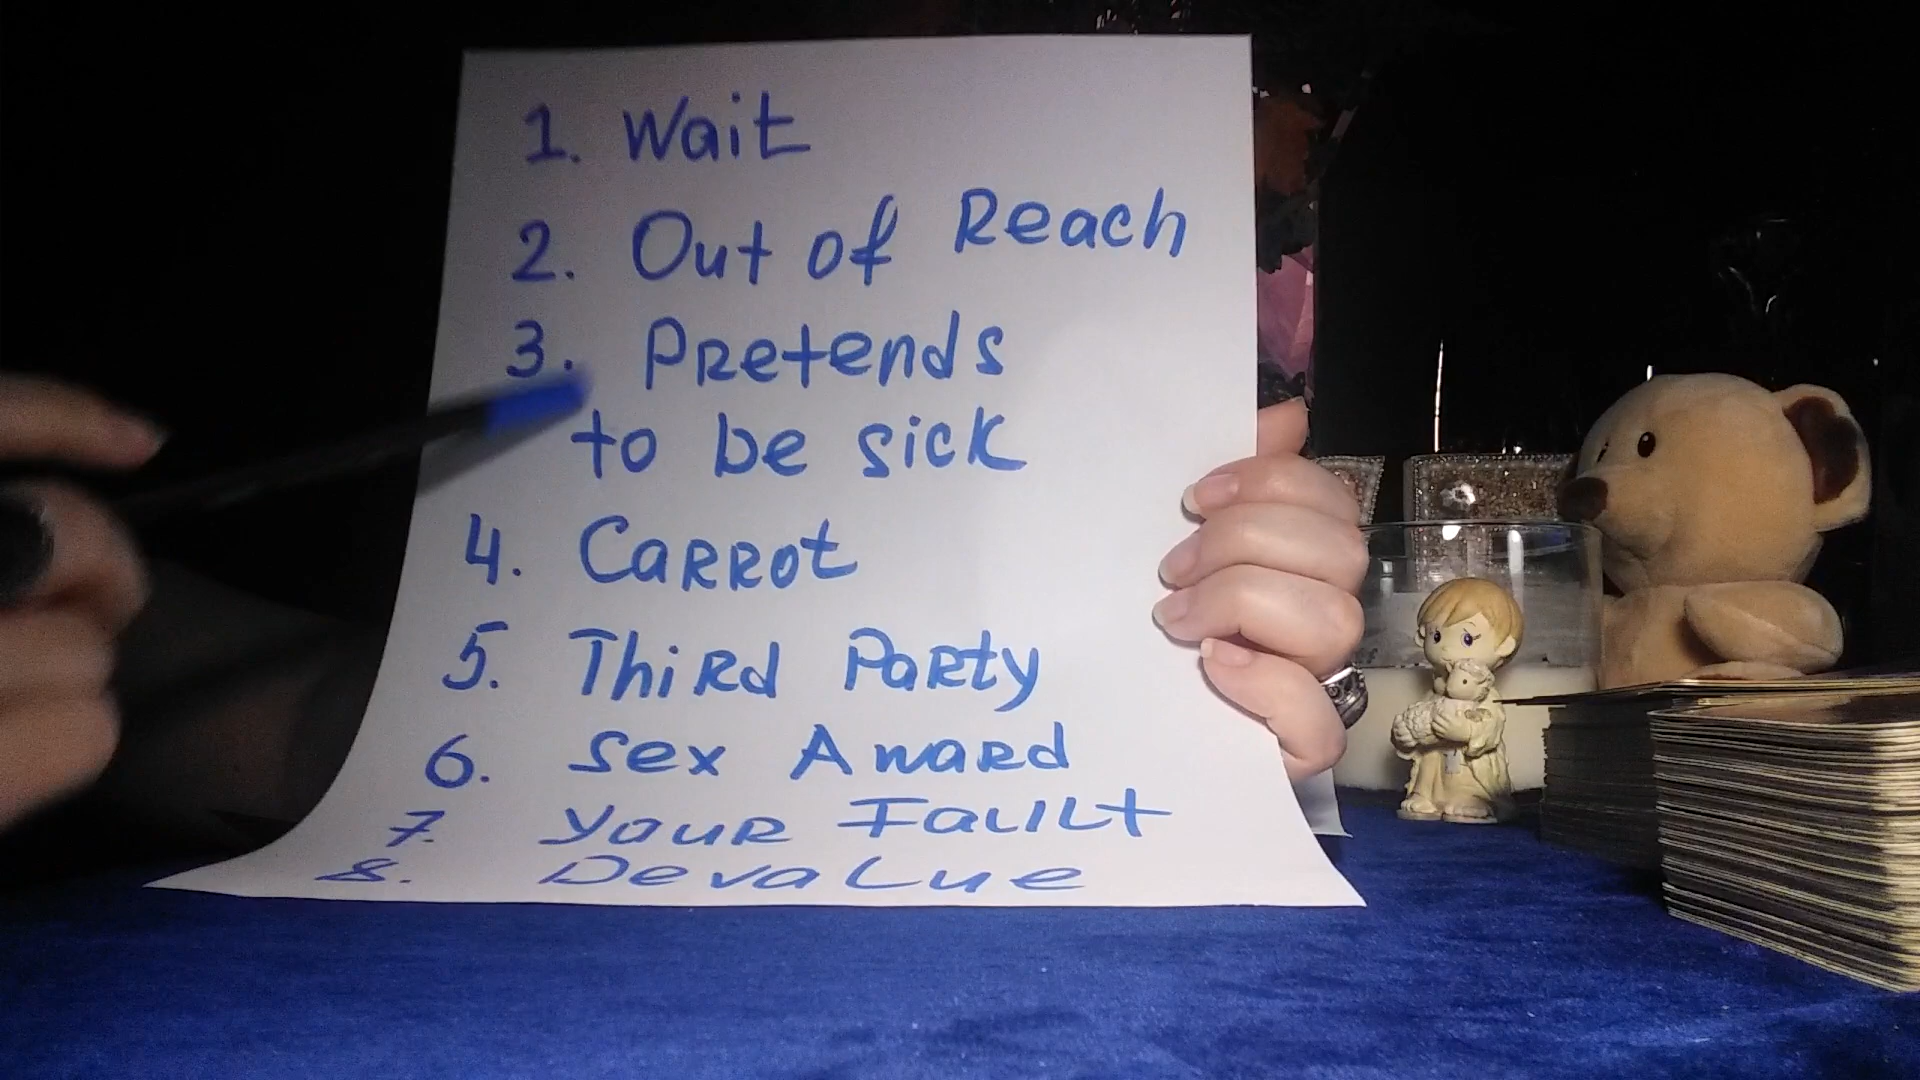 1. Wait
2. Out of Reach
3. Pretends
to be sick
4. Carrot
5. Third Party
6. Sex Award
7. Your Fault
8. Devalue